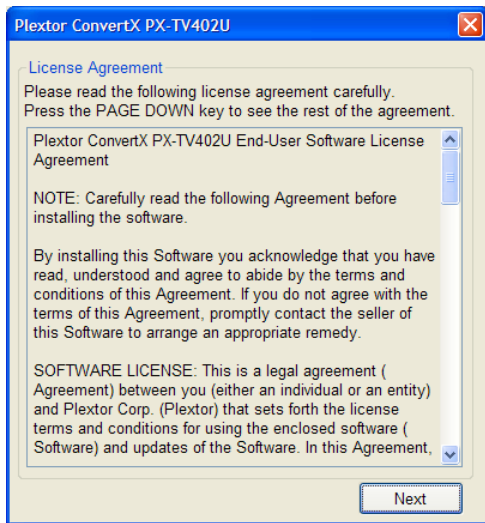 Plextor ConvertX PX-TV402U
License Agreement
Please read the following license agreement carefully.
Press the PAGE DOWN key to see the rest of the agreement.
Plextor ConvertX PX-TV402U End-User Software License
Agreement
NOTE: Carefully read the following Agreement before
installing the software.
By installing this Software you acknowledge that you have
read, understood and agree to abide by the terms and
conditions of this Agreement. If you do not agree with the
terms of this Agreement, promptly contact the seller of
this Software to arrange an appropriate remedy.
SOFTWARE LICENSE: This is a legal agreement (
Agreement) between you (either an individual or an entity)
and Plextor Corp. (Plextor) that sets forth the license
terms and conditions for using the enclosed software (
Software) and updates of the Software. In this Agreement,
Next